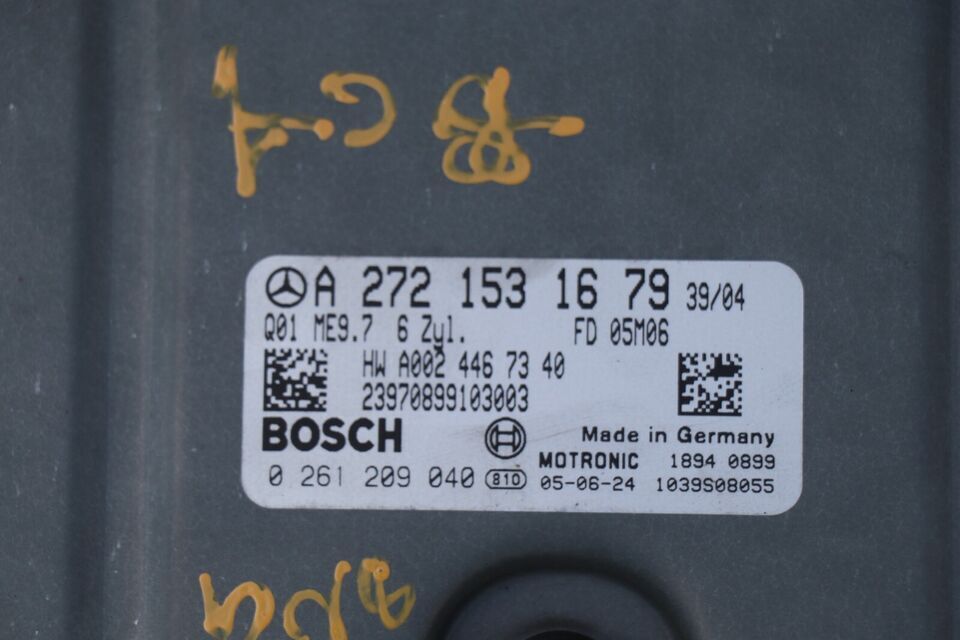 A 272 153 16 79 39/04
Q01 ME9.7 6 Zyl. FD 05M06
HW A002 446 73 40
23970899103003
BOSCH Made in Germany
MOTRONIC 1894 0899
0 261 209 040 810 05-06-24 1039S08055